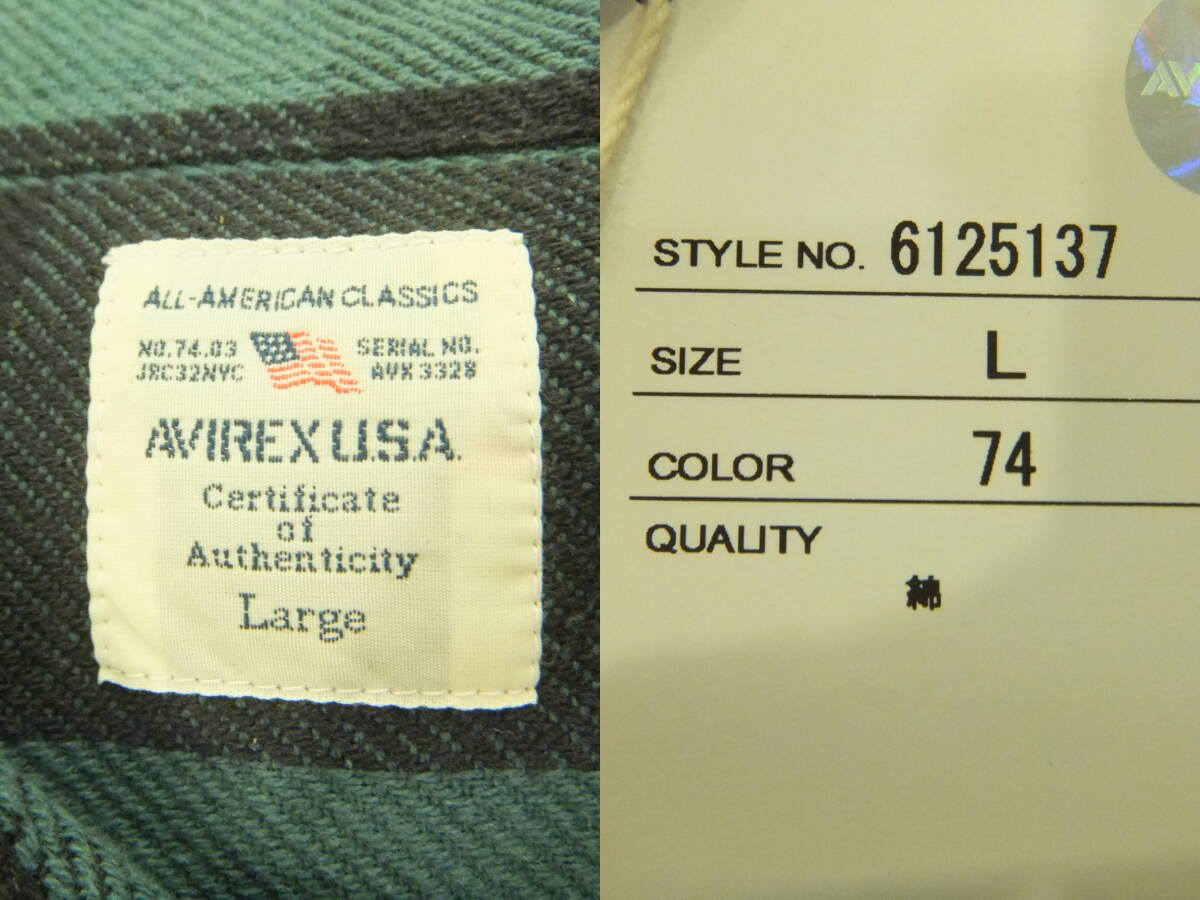 ALL-AMERICAN CLASSICS
NO.74.03 SERIAL NO.
JRC32NYC AVX 3328
AVIREX U.S.A.
Certificate
of
Authenticity
Large
AV
STYLE NO. 6125137
SIZE L
COLOR 74
QUALITY
綿